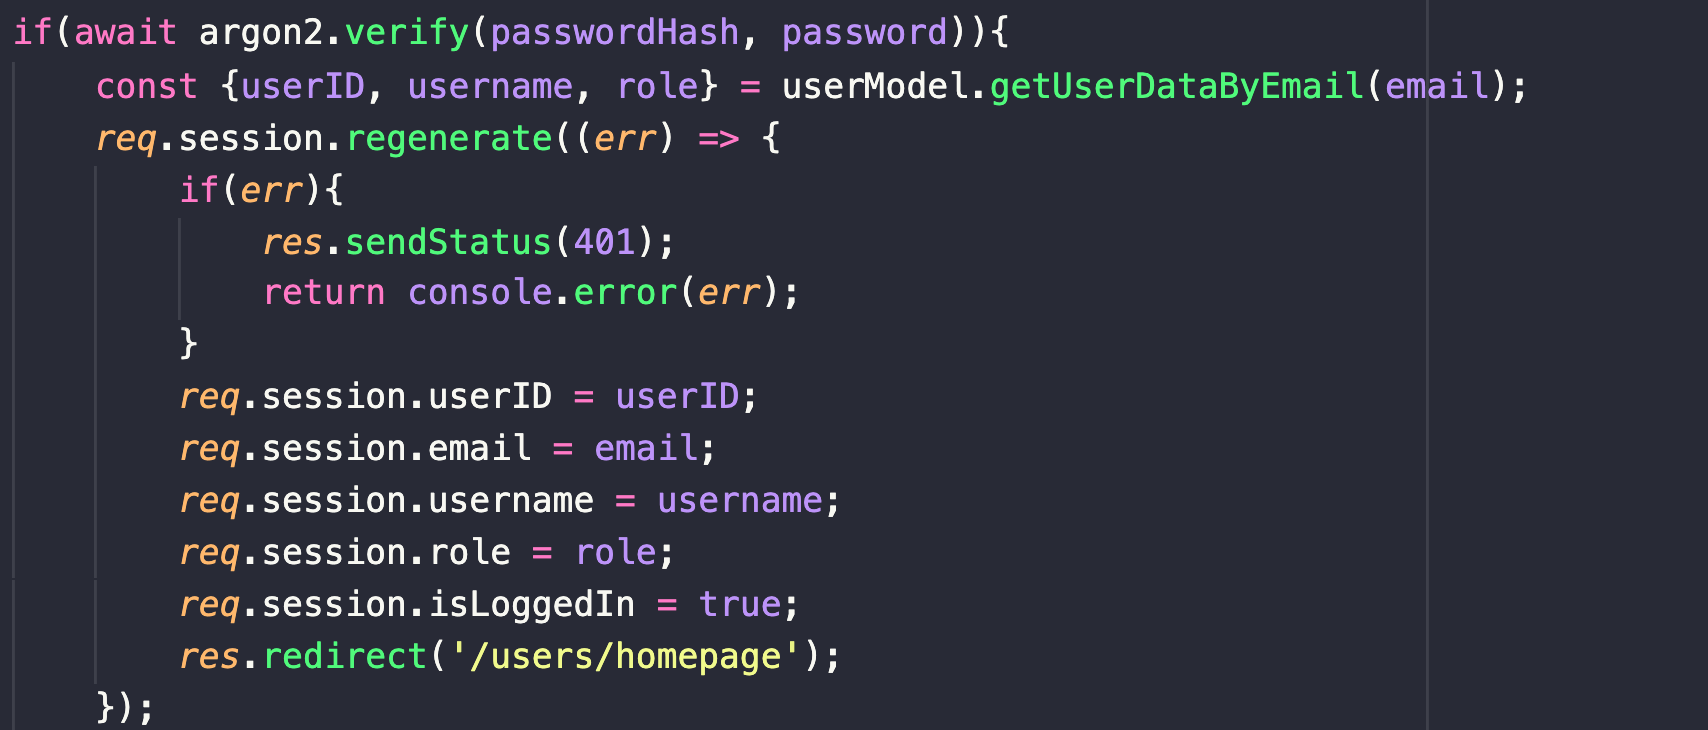 if(await argon2.verify(passwordHash, password)){
    const {userID, username, role} = userModel.getUserDataByEmail(email);
    req.session.regenerate((err) => {
        if(err){
            res.sendStatus(401);
            return console.error(err);
        }
        req.session.userID = userID;
        req.session.email = email;
        req.session.username = username;
        req.session.role = role;
        req.session.isLoggedIn = true;
        res.redirect('/users/homepage');
    });